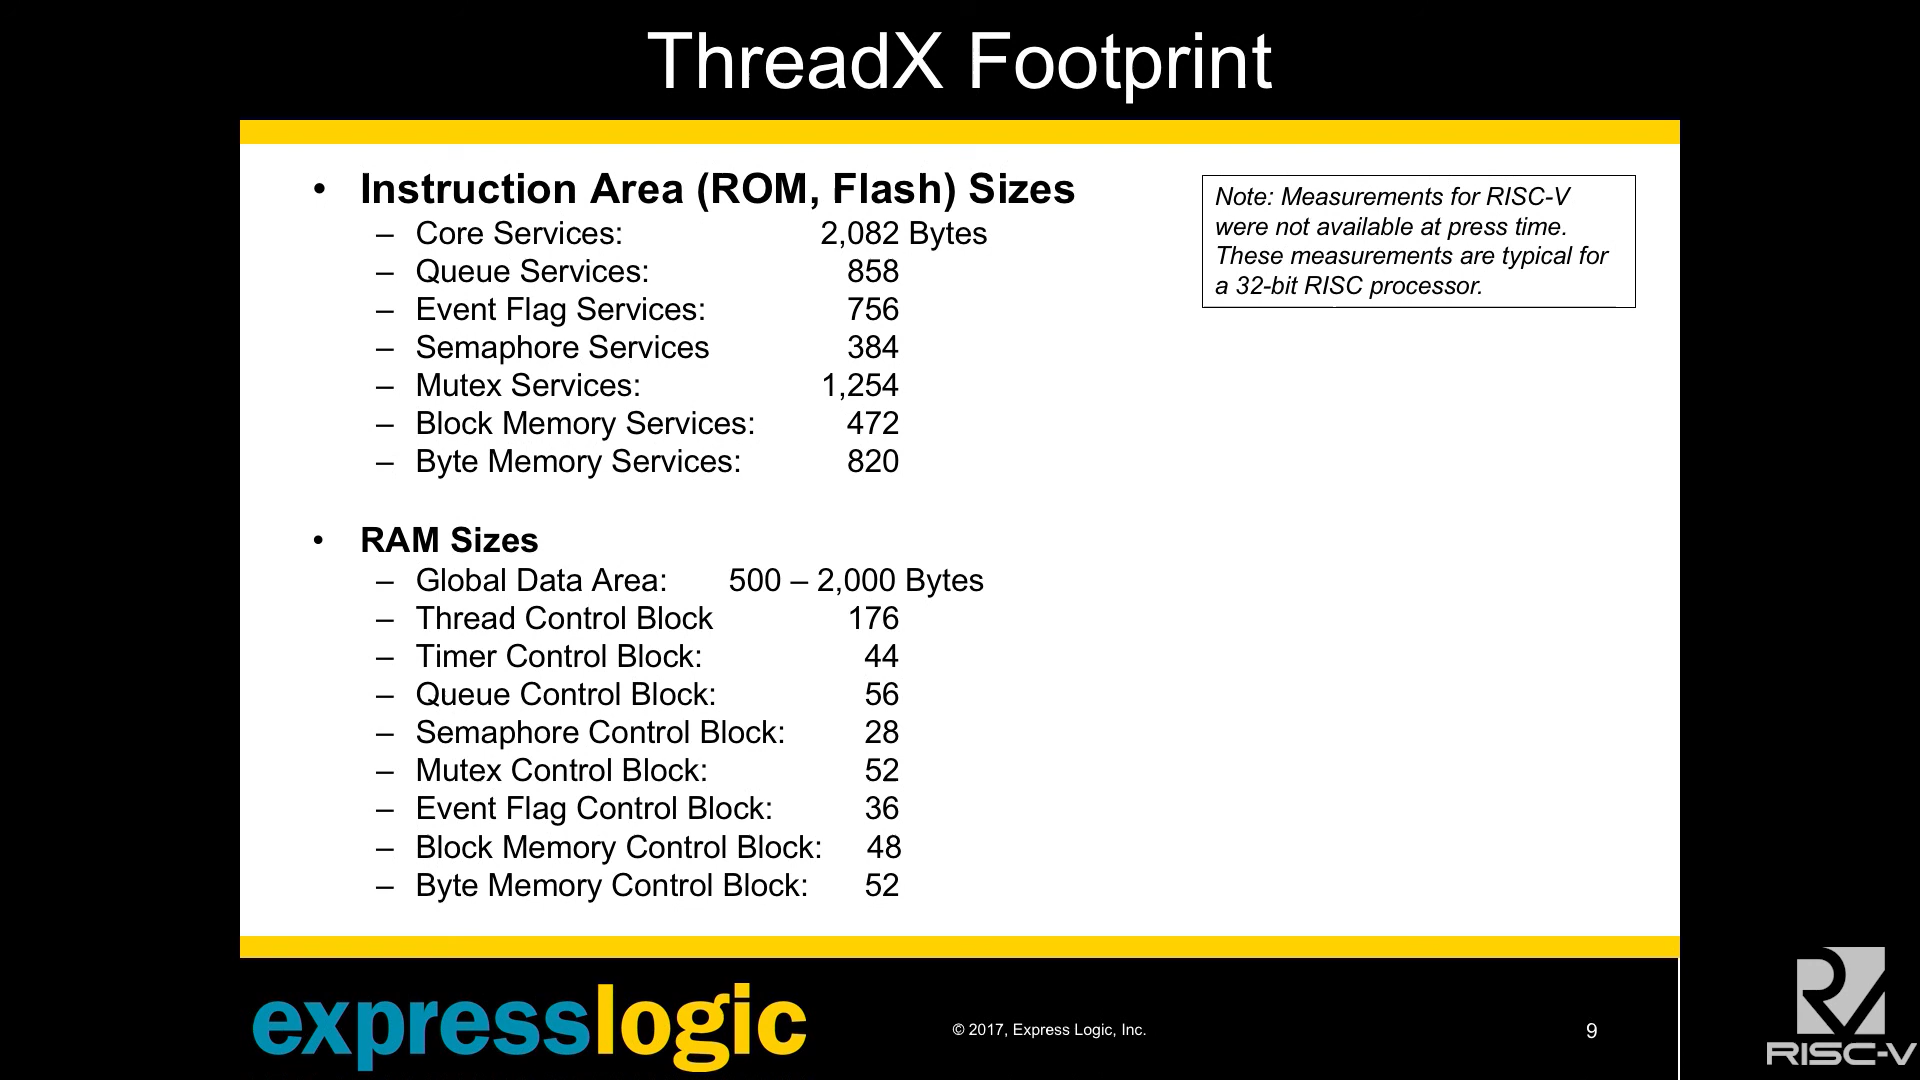 ThreadX Footprint
• Instruction Area (ROM, Flash) Sizes
– Core Services: 2,082 Bytes
– Queue Services: 858
– Event Flag Services: 756
– Semaphore Services 384
– Mutex Services: 1,254
– Block Memory Services: 472
– Byte Memory Services: 820
Note: Measurements for RISC-V
were not available at press time.
These measurements are typical for
a 32-bit RISC processor.
• RAM Sizes
– Global Data Area: 500 – 2,000 Bytes
– Thread Control Block 176
– Timer Control Block: 44
– Queue Control Block: 56
– Semaphore Control Block: 28
– Mutex Control Block: 52
– Event Flag Control Block: 36
– Block Memory Control Block: 48
– Byte Memory Control Block: 52
expresslogic
© 2017, Express Logic, Inc.
9
RISC-V